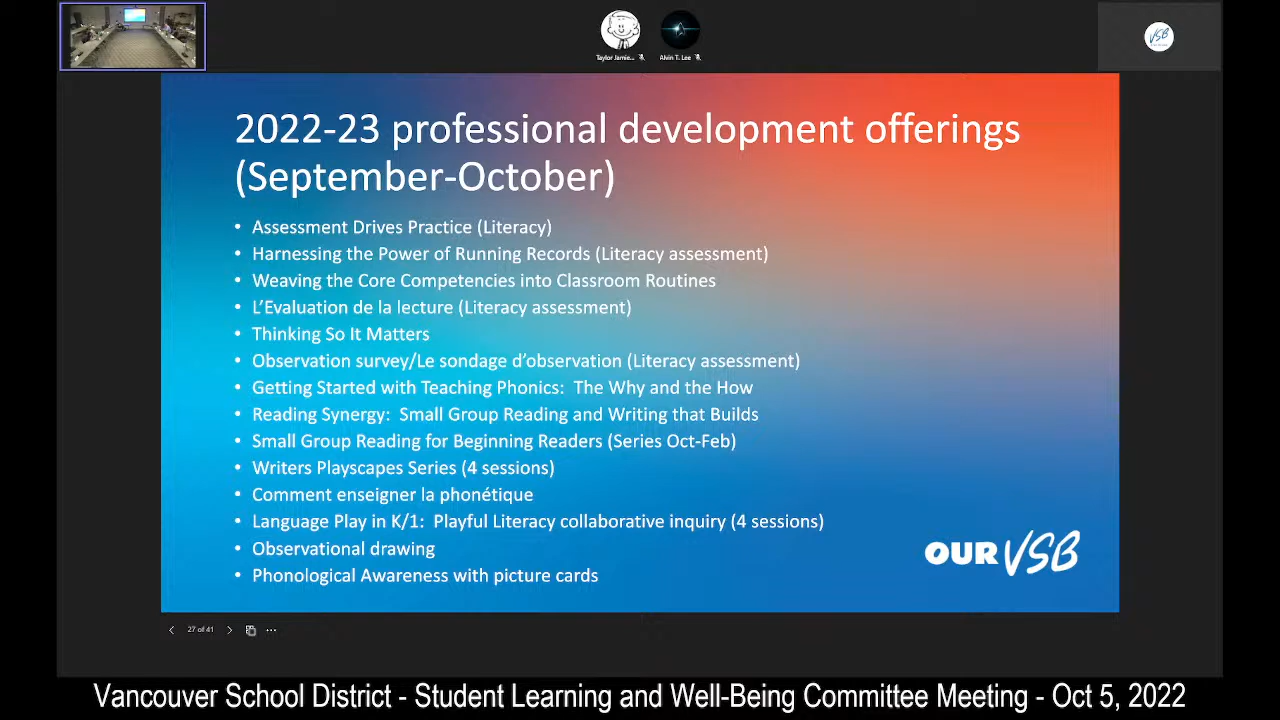 Taylor Jamie...
Alvin T. Lee
VSB
2022-23 professional development offerings
(September-October)
• Assessment Drives Practice (Literacy)
• Harnessing the Power of Running Records (Literacy assessment)
• Weaving the Core Competencies into Classroom Routines
• L’Evaluation de la lecture (Literacy assessment)
• Thinking So It Matters
• Observation survey/Le sondage d’observation (Literacy assessment)
• Getting Started with Teaching Phonics:  The Why and the How
• Reading Synergy:  Small Group Reading and Writing that Builds
• Small Group Reading for Beginning Readers (Series Oct-Feb)
• Writers Playscapes Series (4 sessions)
• Comment enseigner la phonétique
• Language Play in K/1:  Playful Literacy collaborative inquiry (4 sessions)
• Observational drawing
• Phonological Awareness with picture cards
OUR VSB
27 of 41
Vancouver School District - Student Learning and Well-Being Committee Meeting - Oct 5, 2022